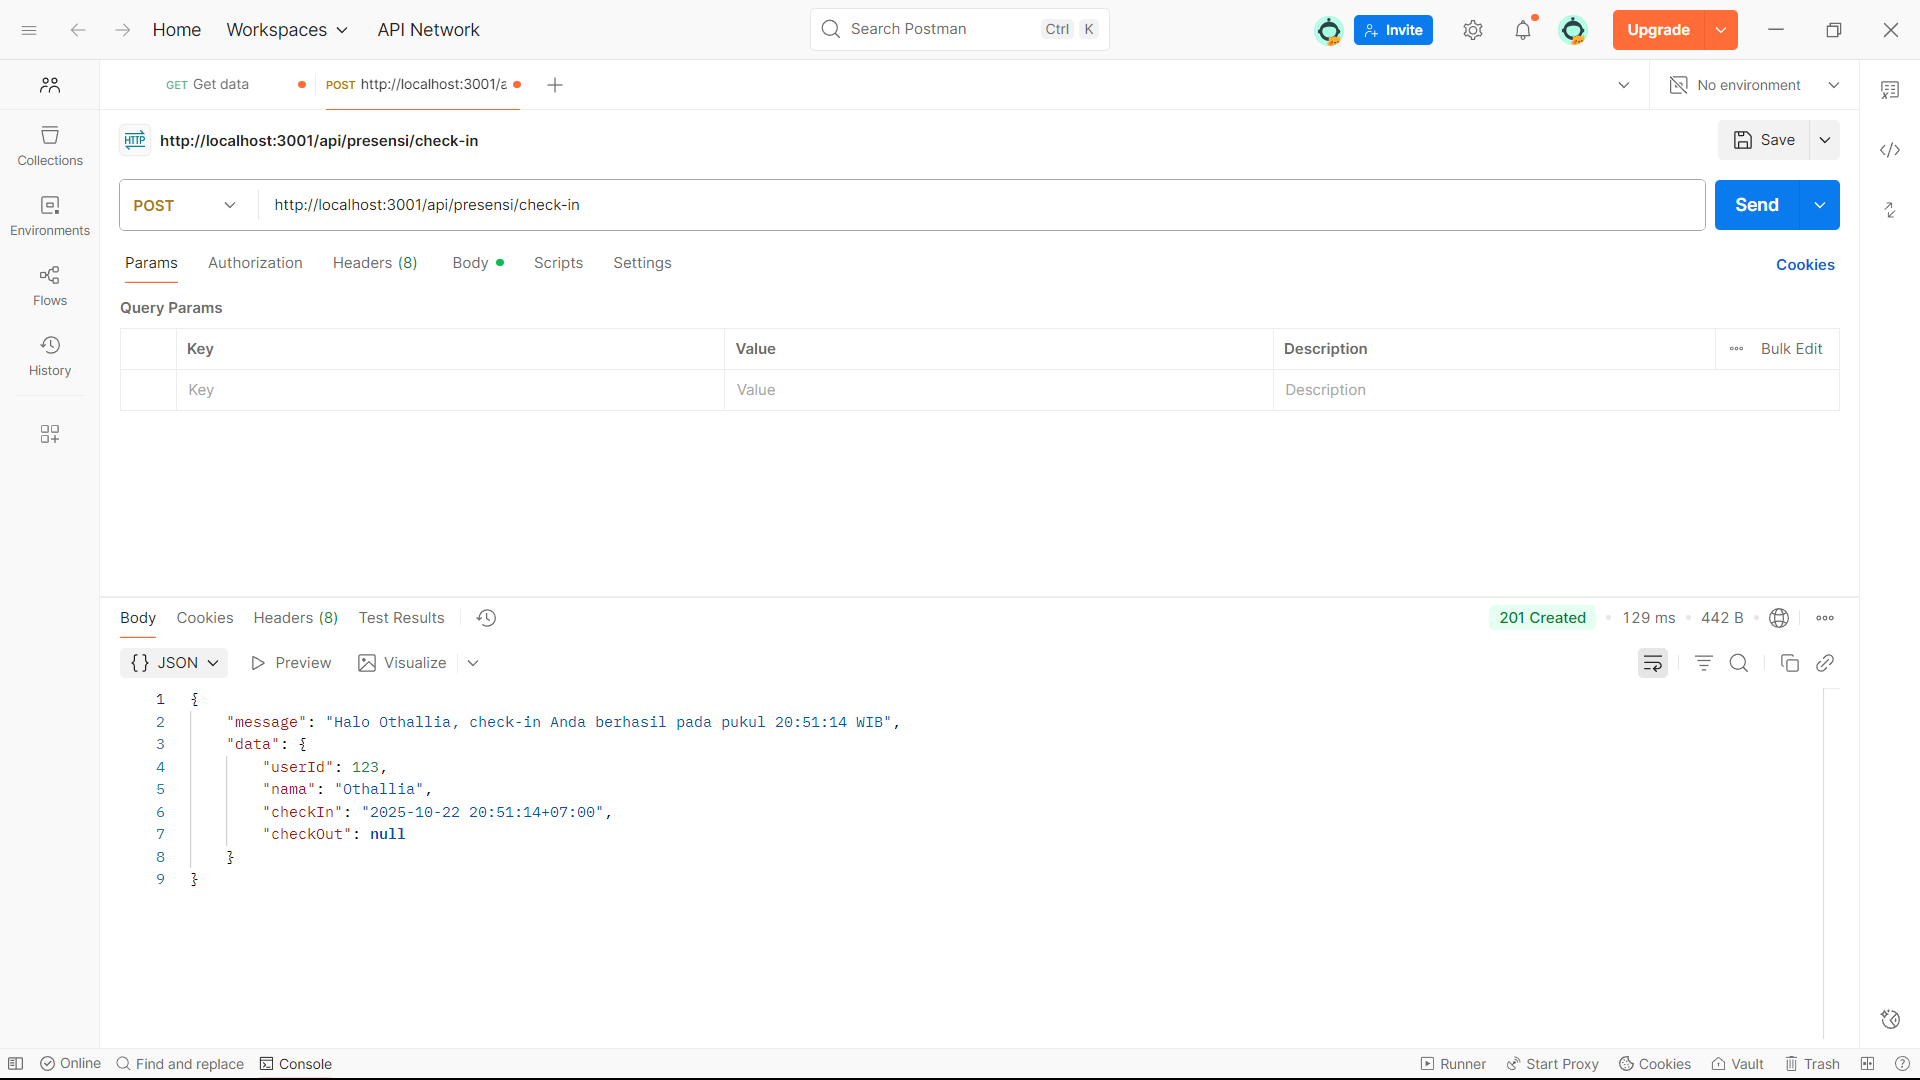 Home Workspaces API Network Search Postman Ctrl K Invite Upgrade
GET Get data POST http://localhost:3001/a No environment
http://localhost:3001/api/presensi/check-in Save
Collections
POST http://localhost:3001/api/presensi/check-in Send
Environments
Params Authorization Headers (8) Body Scripts Settings Cookies
Flows
Query Params
Key Value Description Bulk Edit
History
Key Value Description
Body Cookies Headers (8) Test Results 201 Created 129 ms 442 B
{} JSON Preview Visualize
1 {
2 "message": "Halo Othallia, check-in Anda berhasil pada pukul 20:51:14 WIB",
3 "data": {
4 "userId": 123,
5 "nama": "Othallia",
6 "checkIn": "2025-10-22 20:51:14+07:00",
7 "checkOut": null
8 }
9 }
Online Find and replace Console Runner Start Proxy Cookies Vault Trash